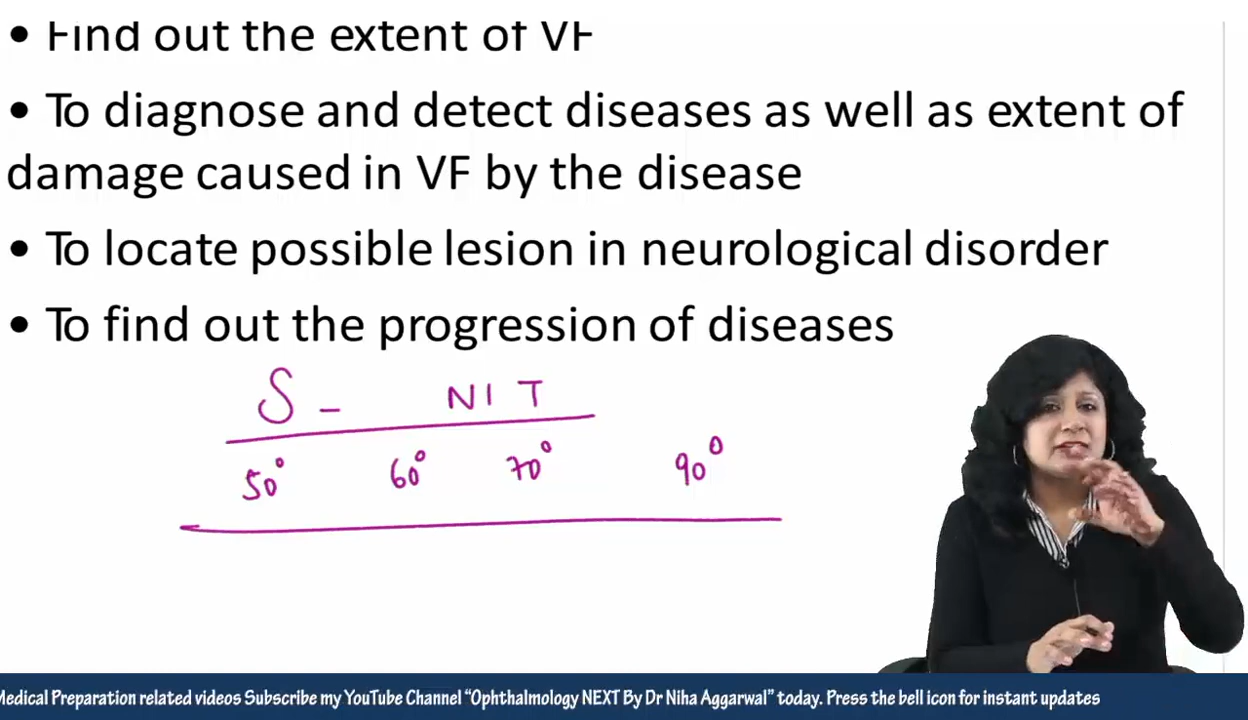 • Find out the extent of VF
• To diagnose and detect diseases as well as extent of
damage caused in VF by the disease
• To locate possible lesion in neurological disorder
• To find out the progression of diseases
S - N I T
50° 60° 70° 90°
Medical Preparation related videos Subscribe my YouTube Channel “Ophthalmology NEXT By Dr Niha Aggarwal” today. Press the bell icon for instant updates